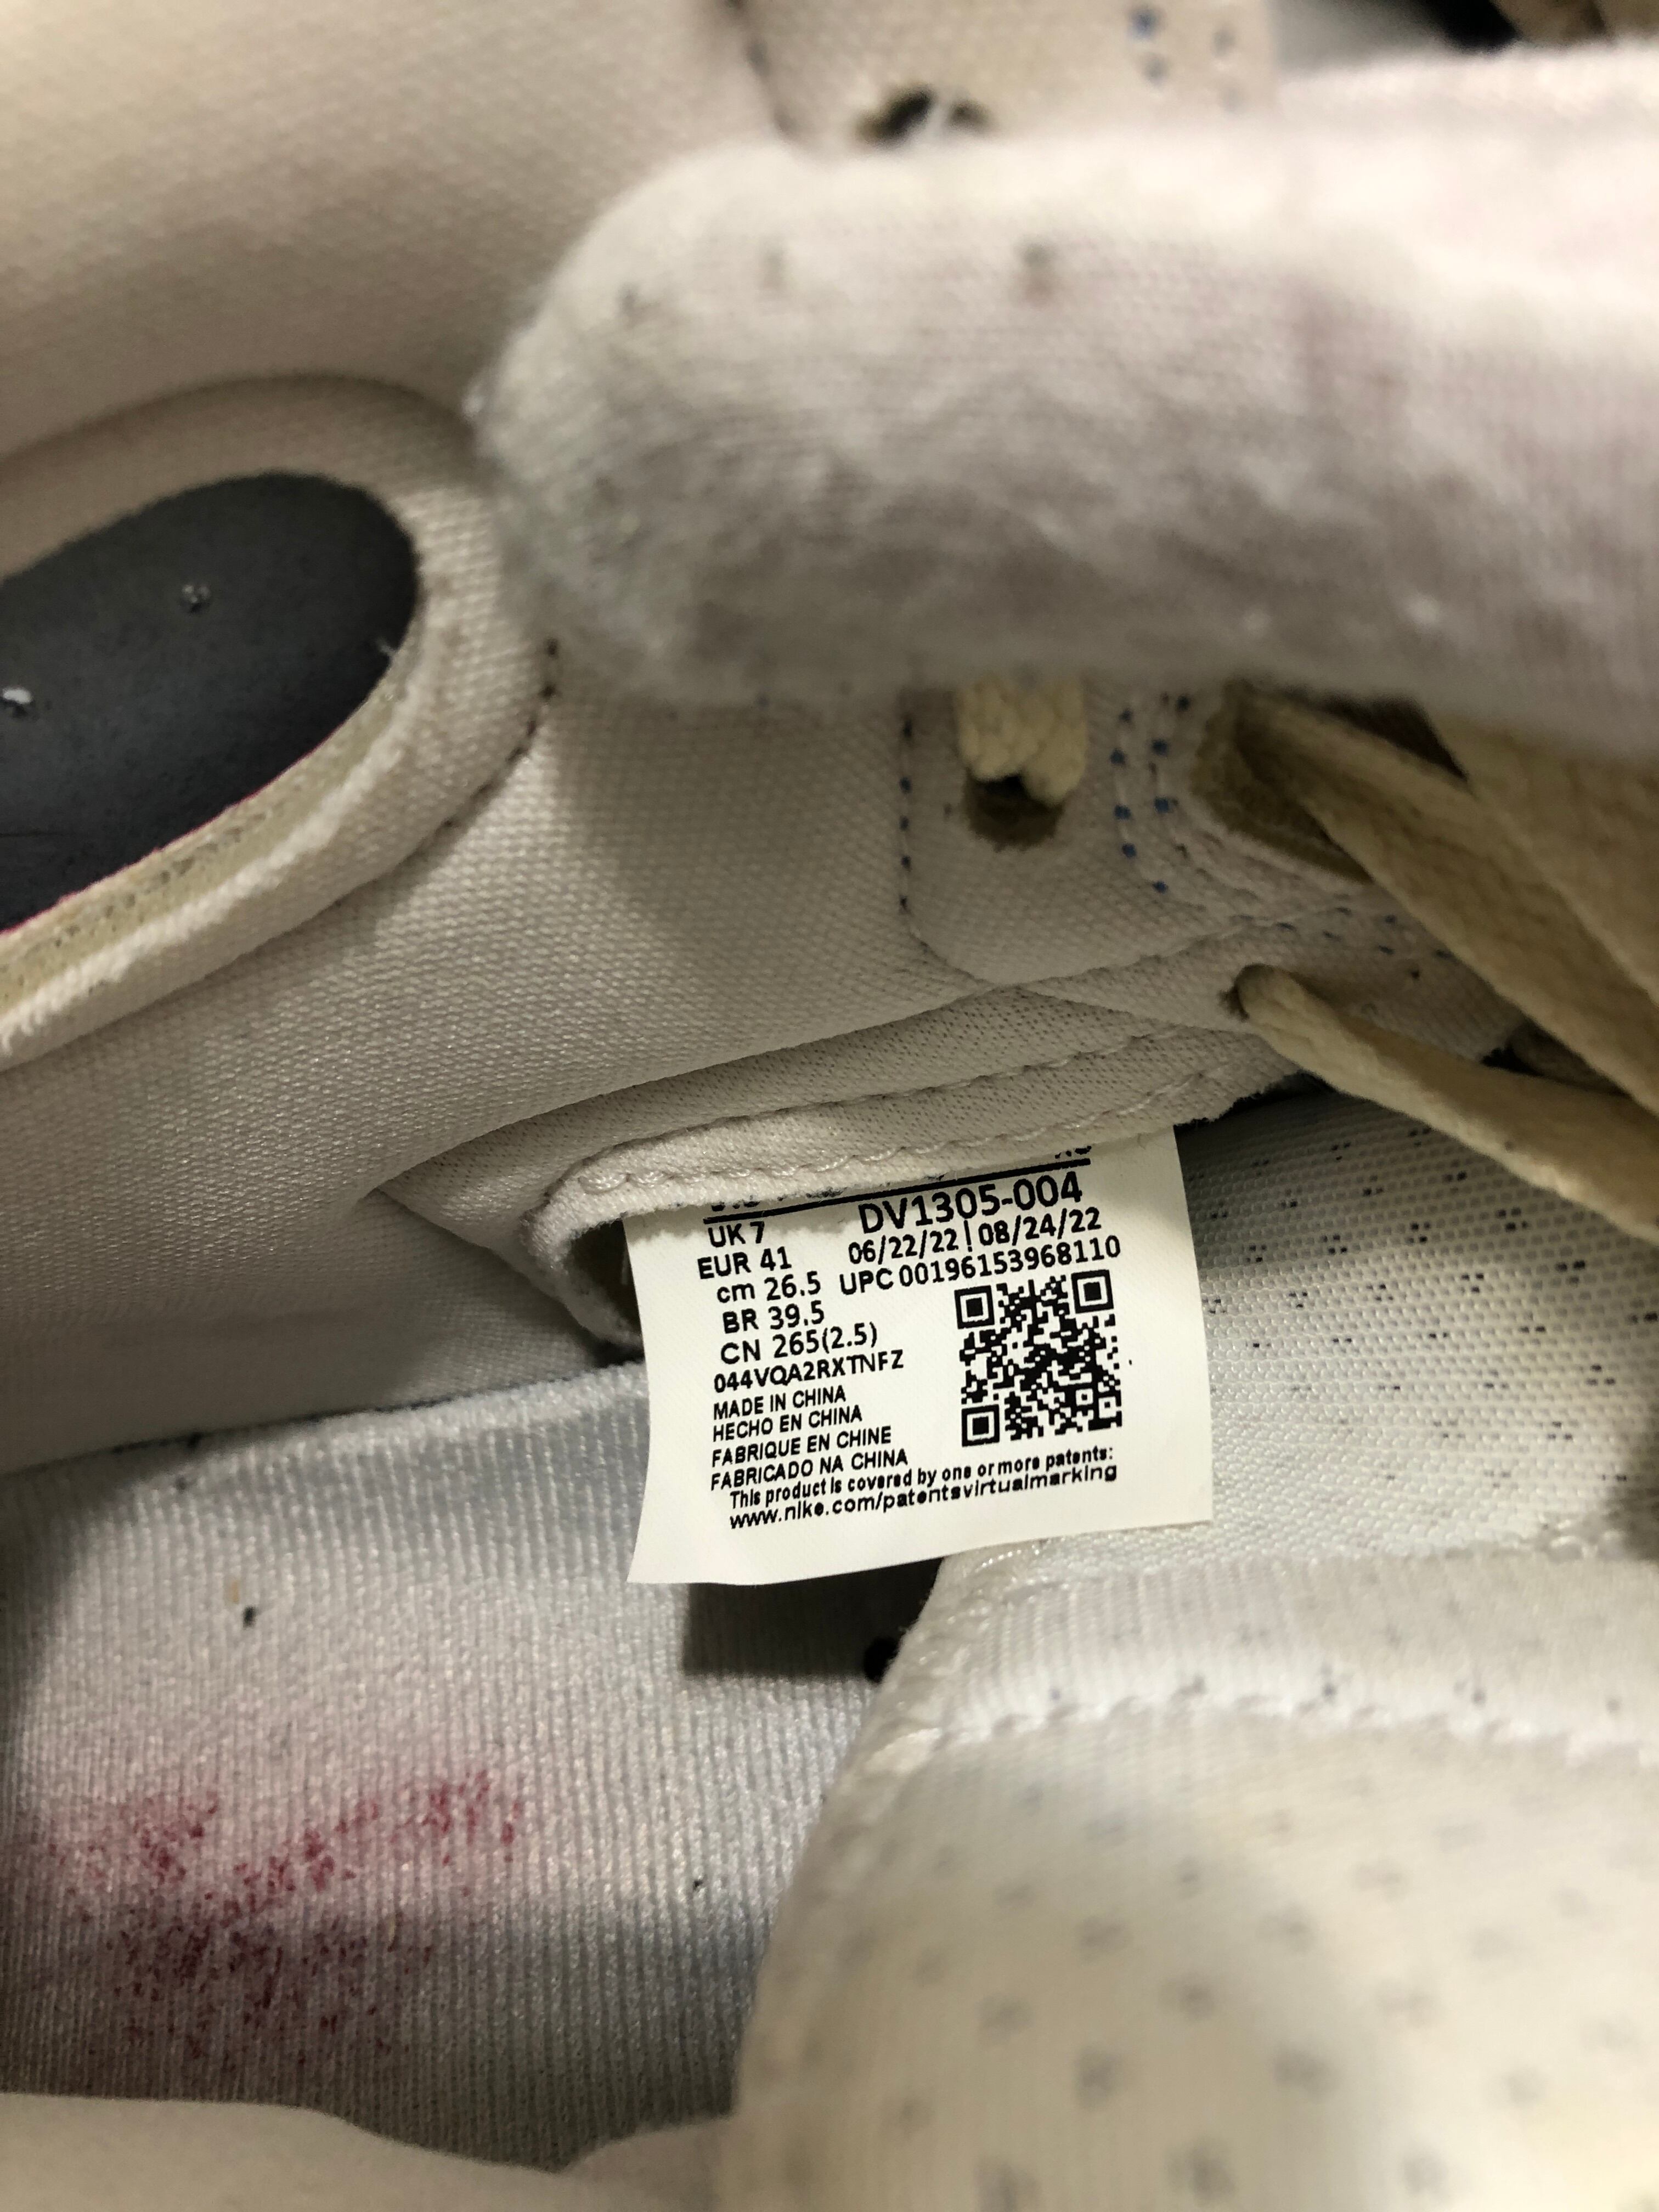 DV1305-004
UK 7
06/22/22 | 08/24/22
EUR 41
UPC 00196153968110
cm 26.5
BR 39.5
CN 265(2.5)
044VQA2RXTNFZ
MADE IN CHINA
HECHO EN CHINA
FABRIQUE EN CHINE
FABRICADO NA CHINA
This product is covered by one or more patents:
www.nike.com/patentsvirtualmarking